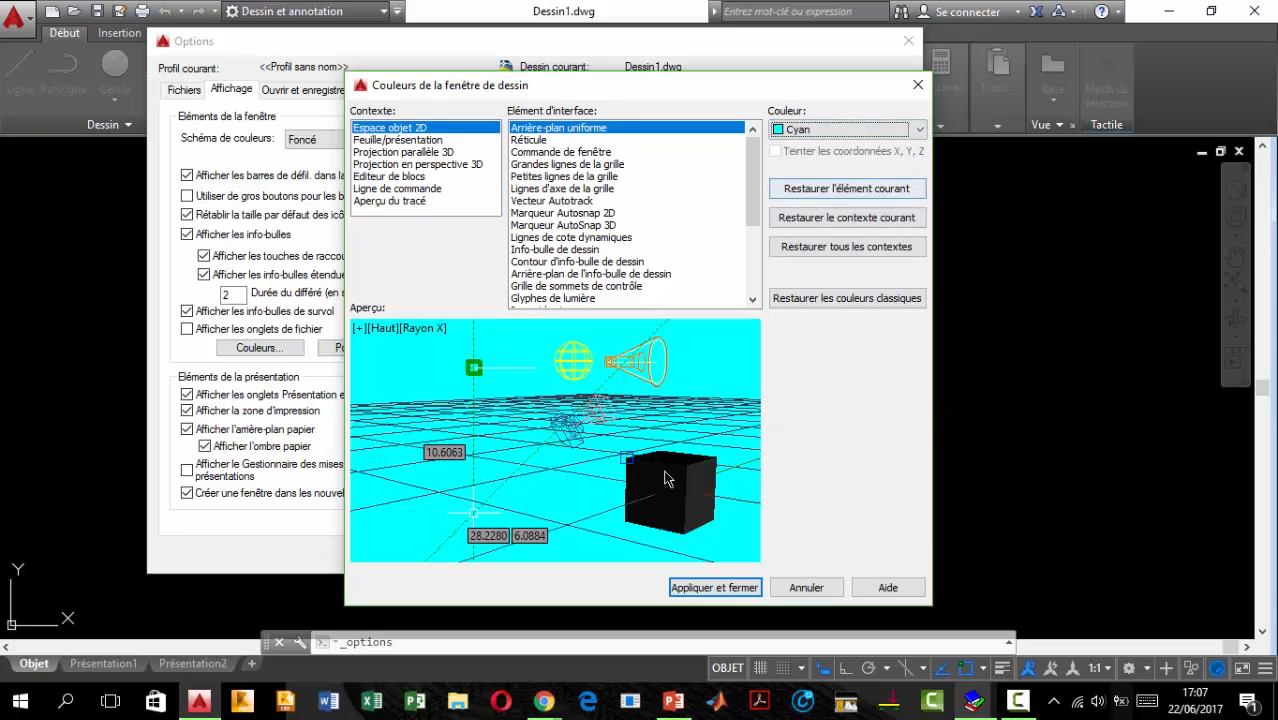 Dessin et annotation
Dessin1.dwg
Entrez mot-clé ou expression
Se connecter
Début
Insertion
Options
Profil courant:
<<Profil sans nom>>
Dessin courant:
Dessin1.dwg
Ligne
Polyligne
Cercle
Dessin
Base
Mode de sélection
Vue
Tactile
Fichiers
Affichage
Ouvrir et enregistre
Eléments de la fenêtre
Schéma de couleurs:
Foncé
Afficher les barres de défil. dans la
Utiliser de gros boutons pour les b
Rétablir la taille par défaut des icô
Afficher les info-bulles
Afficher les touches de raccou
Afficher les info-bulles étendue
2
Durée du différé (en s
Afficher les info-bulles de survol
Afficher les onglets de fichier
Couleurs...
Po
Eléments de la présentation
Afficher les onglets Présentation e
Afficher la zone d'impression
Afficher l'arrière-plan papier
Afficher l'ombre papier
Afficher le Gestionnaire des mises
présentations
Créer une fenêtre dans les nouvel
Couleurs de la fenêtre de dessin
Contexte:
Espace objet 2D
Feuille/présentation
Projection parallèle 3D
Projection en perspective 3D
Editeur de blocs
Ligne de commande
Aperçu du tracé
Elément d'interface:
Arrière-plan uniforme
Réticule
Commande de fenêtre
Grandes lignes de la grille
Petites lignes de la grille
Lignes d'axe de la grille
Vecteur Autotrack
Marqueur Autosnap 2D
Marqueur AutoSnap 3D
Lignes de cote dynamiques
Info-bulle de dessin
Contour d'info-bulle de dessin
Arrière-plan de l'info-bulle de dessin
Grille de sommets de contrôle
Glyphes de lumière
Couleur:
Cyan
Teinter les coordonnées X, Y, Z
Restaurer l'élément courant
Restaurer le contexte courant
Restaurer tous les contextes
Restaurer les couleurs classiques
Aperçu:
[+][Haut][Rayon X]
10.6063
28.2280 6.0884
Appliquer et fermer
Annuler
Aide
Y
X
_options
Objet
Présentation1
Présentation2
OBJET
1:1
17:07
22/06/2017